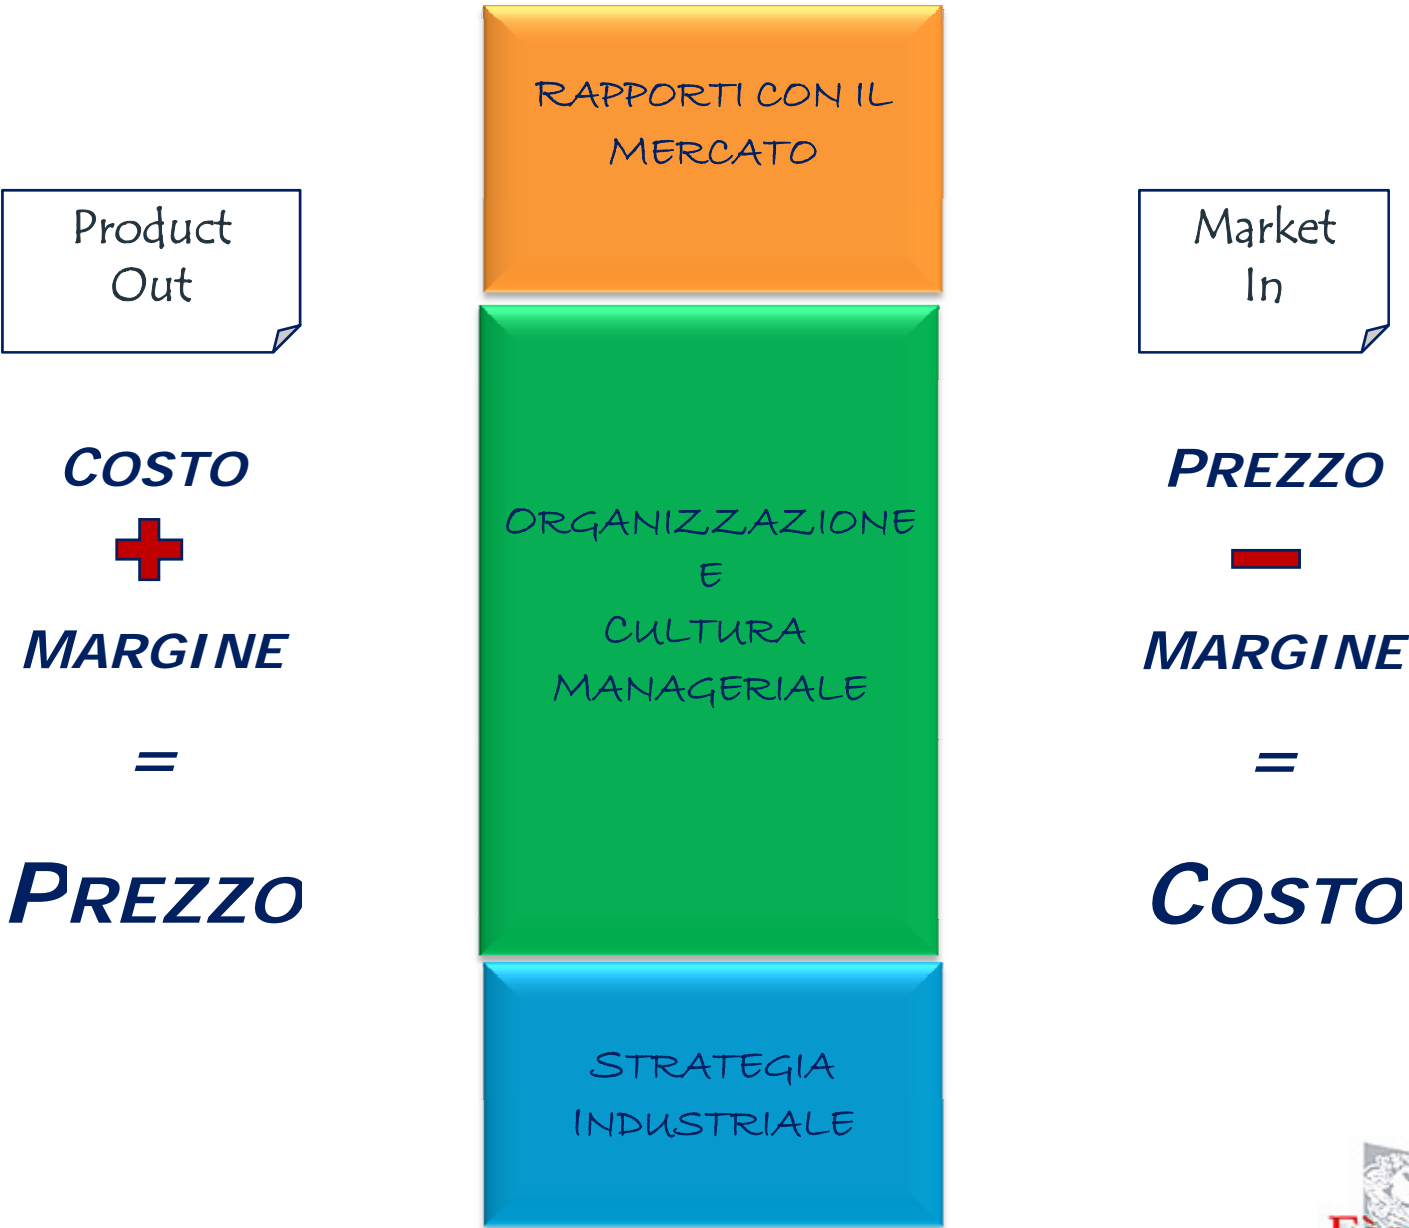 RAPPORTI CON IL
MERCATO
Product
Out
COSTO
MARGINE
=
PREZZO
ORGANIZZAZIONE
E
CULTURA
MANAGERIALE
STRATEGIA
INDUSTRIALE
Market
In
PREZZO
MARGINE
=
COSTO